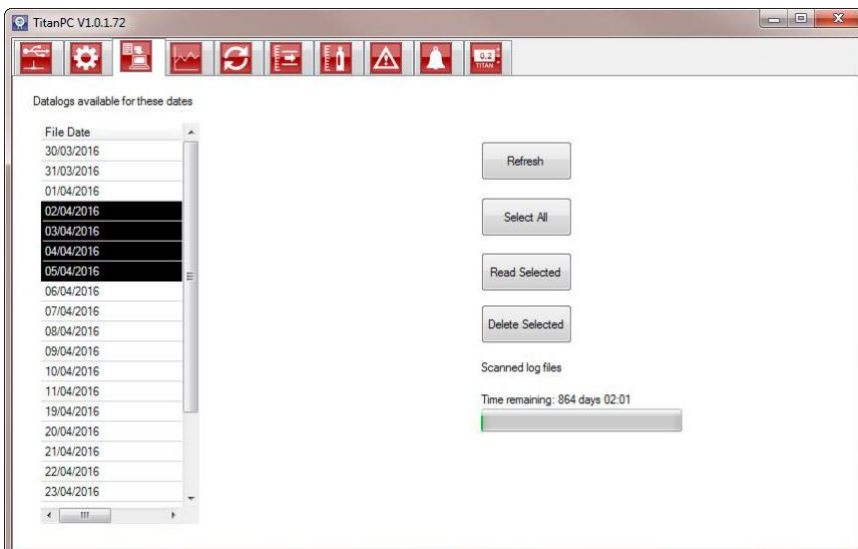 TitanPC V1.0.1.72
0.2
TITAN
Datalogs available for these dates
File Date
30/03/2016
31/03/2016
01/04/2016
02/04/2016
03/04/2016
04/04/2016
05/04/2016
06/04/2016
07/04/2016
08/04/2016
09/04/2016
10/04/2016
11/04/2016
19/04/2016
20/04/2016
21/04/2016
22/04/2016
23/04/2016
Refresh
Select All
Read Selected
Delete Selected
Scanned log files
Time remaining: 864 days 02:01